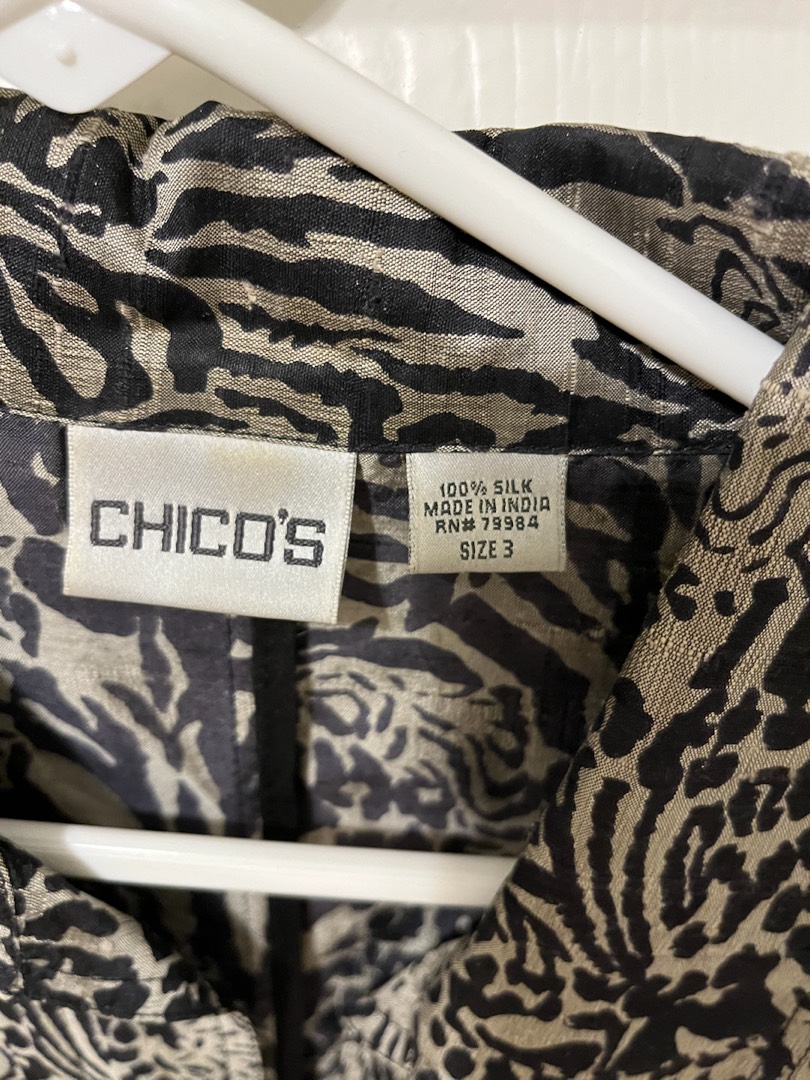 CHICO'S
100% SILK
MADE IN INDIA
RN# 79984
SIZE 3